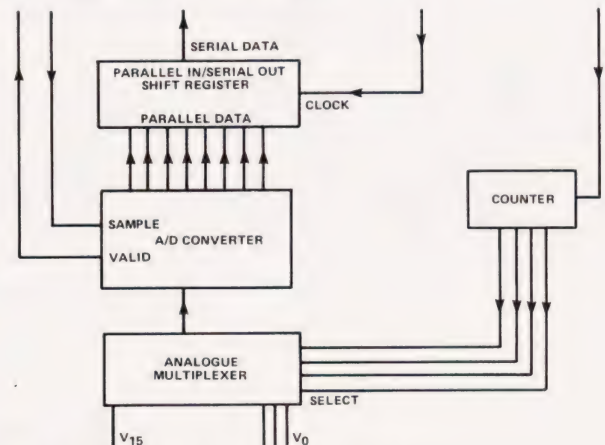 SERIAL DATA
PARALLEL IN/SERIAL OUT
SHIFT REGISTER
CLOCK
PARALLEL DATA
COUNTER
SAMPLE
A/D CONVERTER
VALID
ANALOGUE
MULTIPLEXER
SELECT
V15
V0